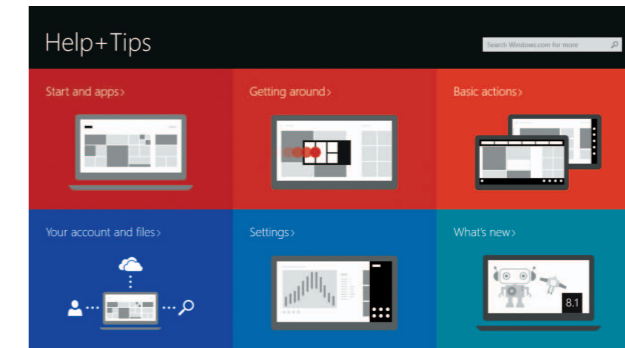 Help+Tips
Search Windows.com for more
Start and apps>
Getting around>
Basic actions>
Your account and files>
Settings>
What's new>
8.1